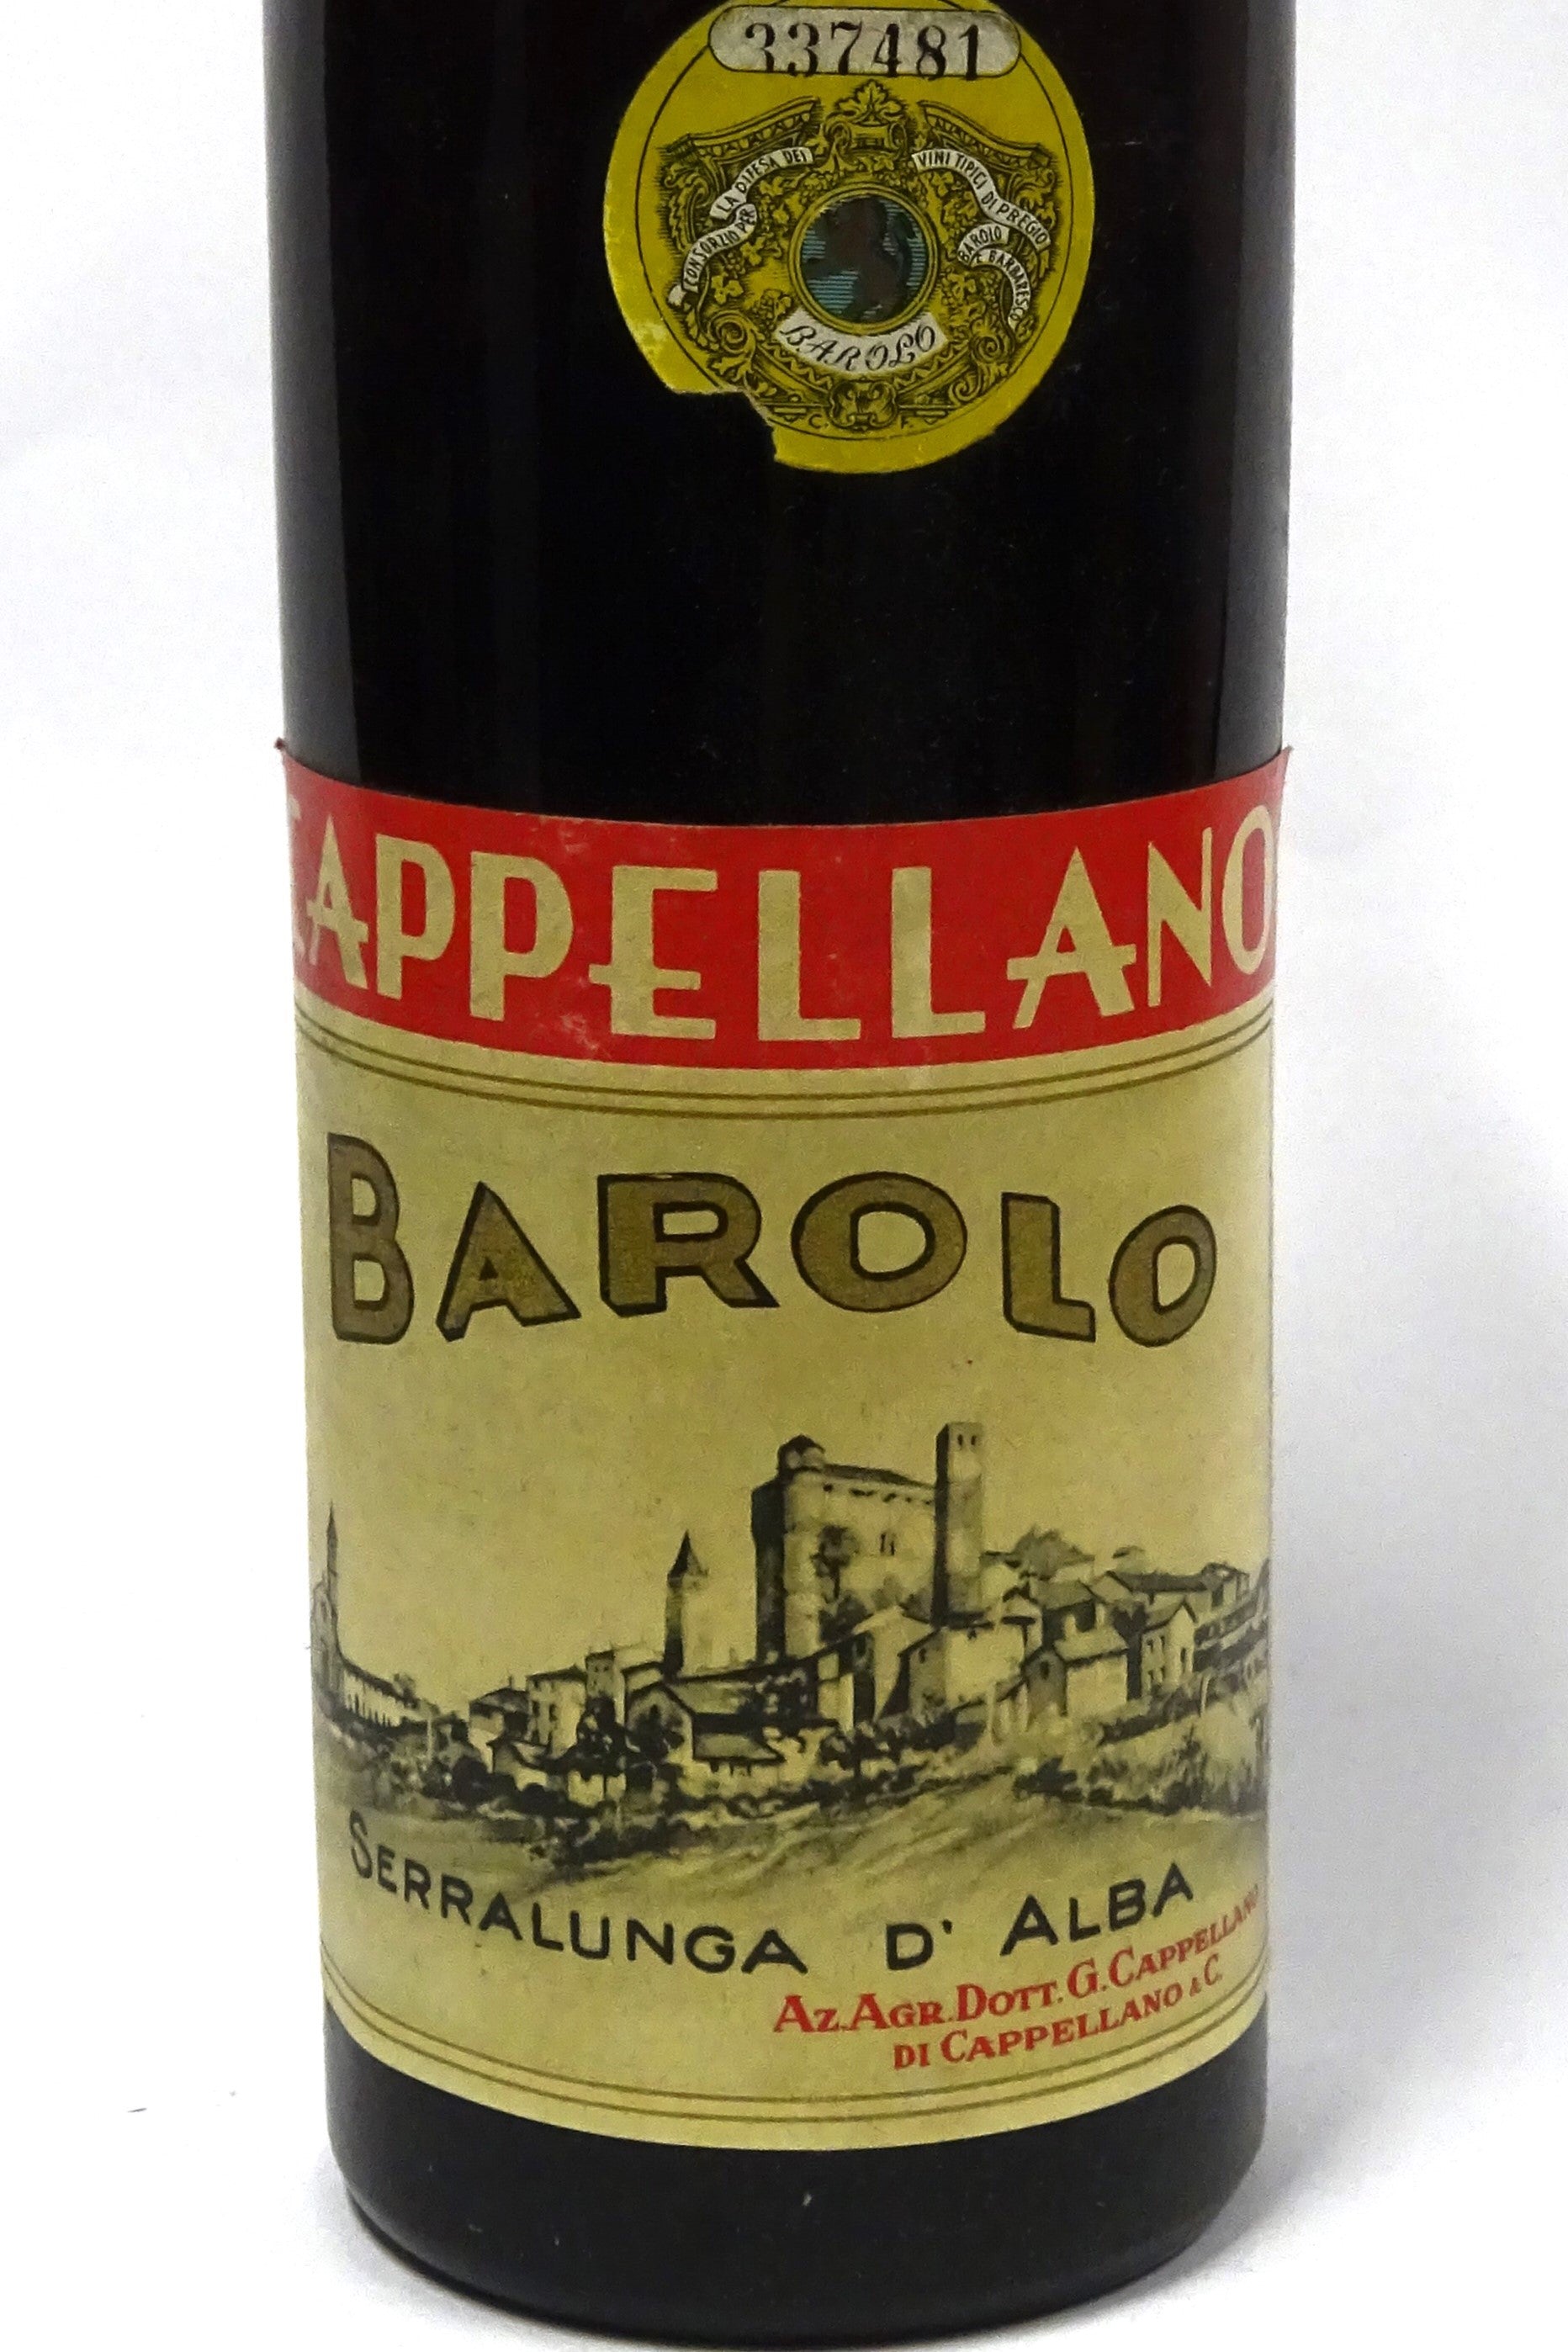 337481
CONSORZIO PER LA DIFESA DEI VINI TIPICI DI PREGIO
BAROLO E BARBARESCO
BAROLO
C. F.
CAPPELLANO
BAROLO
SERRALUNGA D' ALBA
AZ. AGR. DOTT. G. CAPPELLANO
DI CAPPELLANO & C.